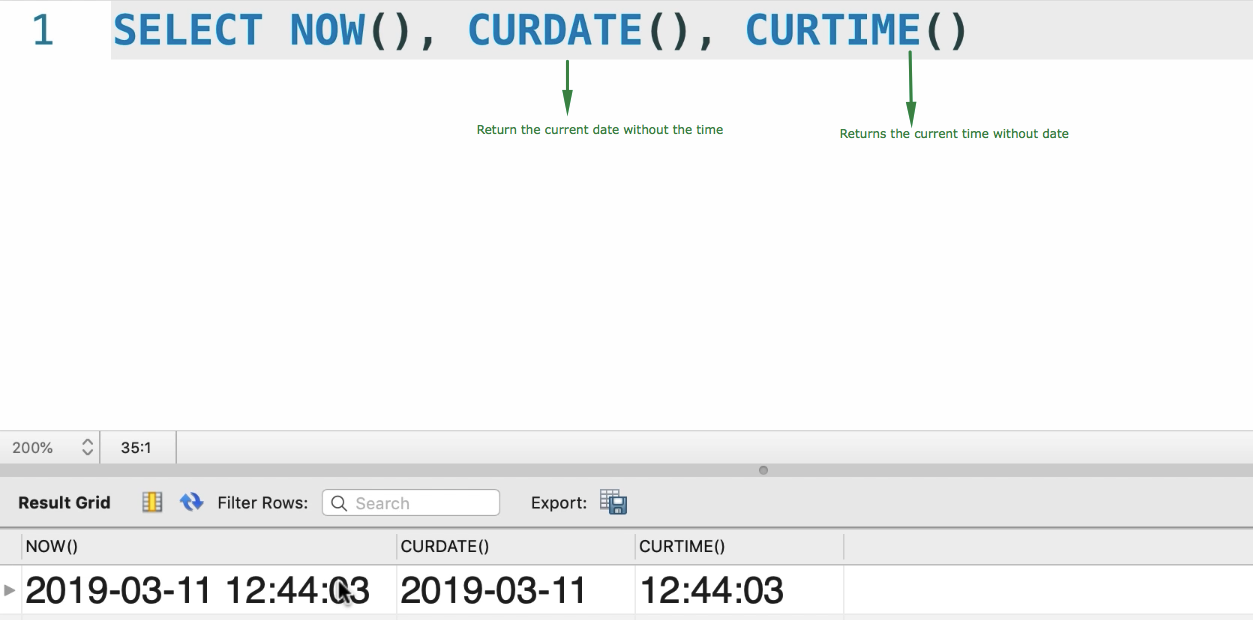 1 SELECT NOW(), CURDATE(), CURTIME()
Return the current date without the time
Returns the current time without date
200% 35:1
Result Grid Filter Rows: Search Export:
NOW() CURDATE() CURTIME()
2019-03-11 12:44:03 2019-03-11 12:44:03